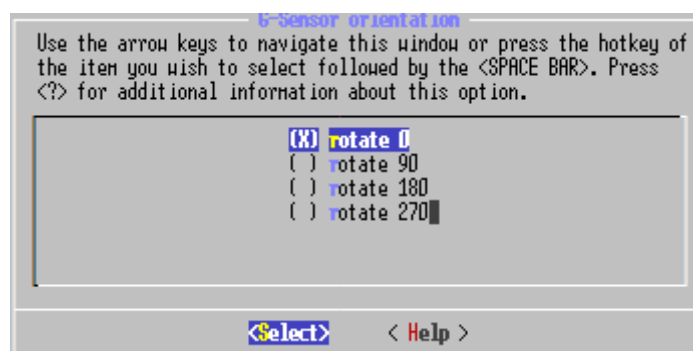 G-Sensor orientation
Use the arrow keys to navigate this window or press the hotkey of
the item you wish to select followed by the <SPACE BAR>. Press
<?> for additional information about this option.
(X) rotate 0
( ) rotate 90
( ) rotate 180
( ) rotate 270
<Select> < Help >